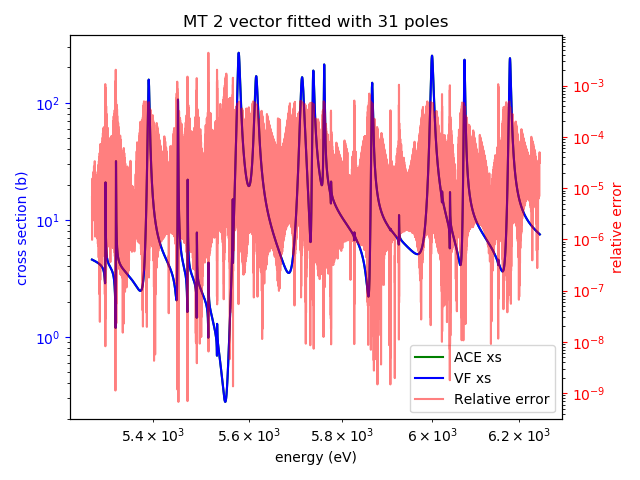 MT 2 vector fitted with 31 poles
cross section (b)
10²
10¹
10⁰
10⁻³
10⁻⁴
10⁻⁵
10⁻⁶
10⁻⁷
10⁻⁸
10⁻⁹
relative error
ACE xs
VF xs
Relative error
5.4 × 10³ 5.6 × 10³ 5.8 × 10³ 6 × 10³ 6.2 × 10³
energy (eV)